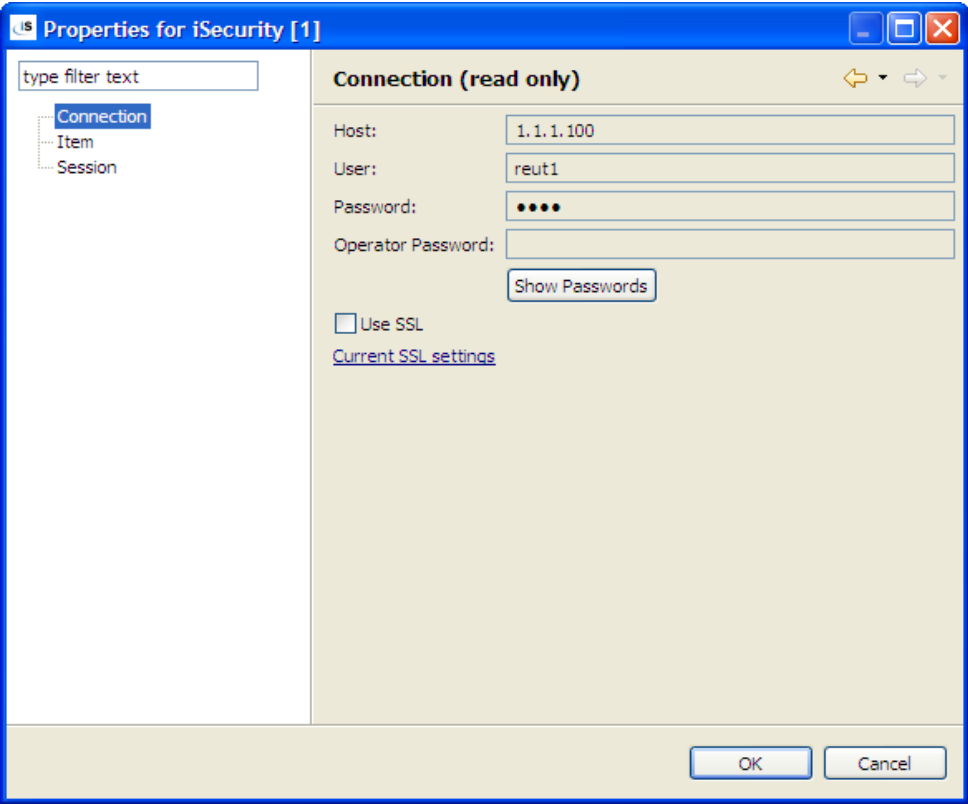 iS Properties for iSecurity [1]
type filter text
Connection
Item
Session
Connection (read only)
Host: 1.1.1.100
User: reut1
Password: ••••
Operator Password:
Show Passwords
Use SSL
Current SSL settings
OK Cancel